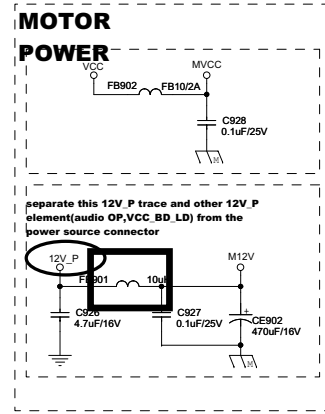 MOTOR
POWER
VCC
MVCC
FB902
FB10/2A
C928
0.1uF/25V
M
separate this 12V_P trace and other 12V_P
element(audio OP,VCC_BD_LD) from the
power source connector
12V_P
M12V
10u
C926
4.7uF/16V
C927
0.1uF/25V
+
CE902
470uF/16V
M